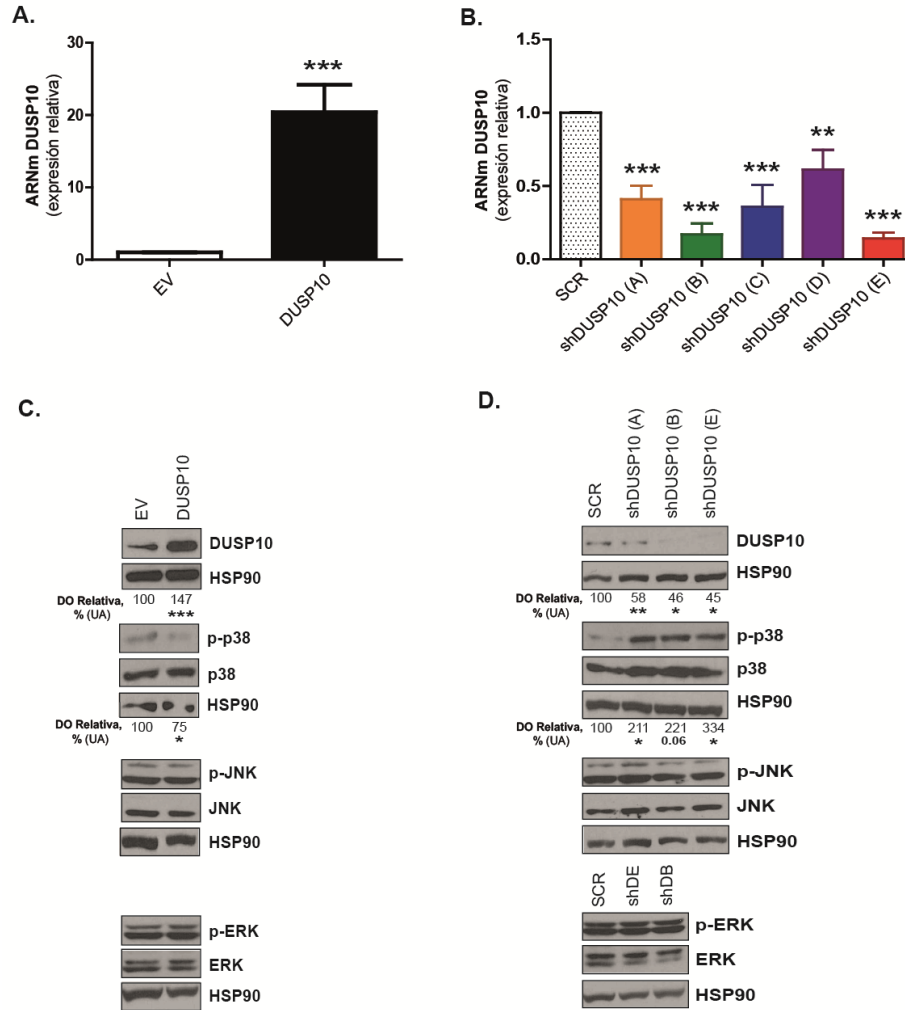 A.
ARNm DUSP10
(expresión relativa)
30
20
10
0
***
EV
DUSP10
B.
ARNm DUSP10
(expresión relativa)
1.5
1.0
0.5
0.0
***
***
***
**
***
SCR
shDUSP10 (A)
shDUSP10 (B)
shDUSP10 (C)
shDUSP10 (D)
shDUSP10 (E)
C.
EV
DUSP10
DUSP10
HSP90
DO Relativa, 100 147
% (UA) ***
p-p38
p38
HSP90
DO Relativa, 100 75
% (UA) *
p-JNK
JNK
HSP90
p-ERK
ERK
HSP90
D.
SCR
shDUSP10 (A)
shDUSP10 (B)
shDUSP10 (E)
DUSP10
HSP90
DO Relativa, 100 58 46 45
% (UA) ** * *
p-p38
p38
HSP90
DO Relativa, 100 211 221 334
% (UA) * 0.06 *
p-JNK
JNK
HSP90
SCR
shDE
shDB
p-ERK
ERK
HSP90